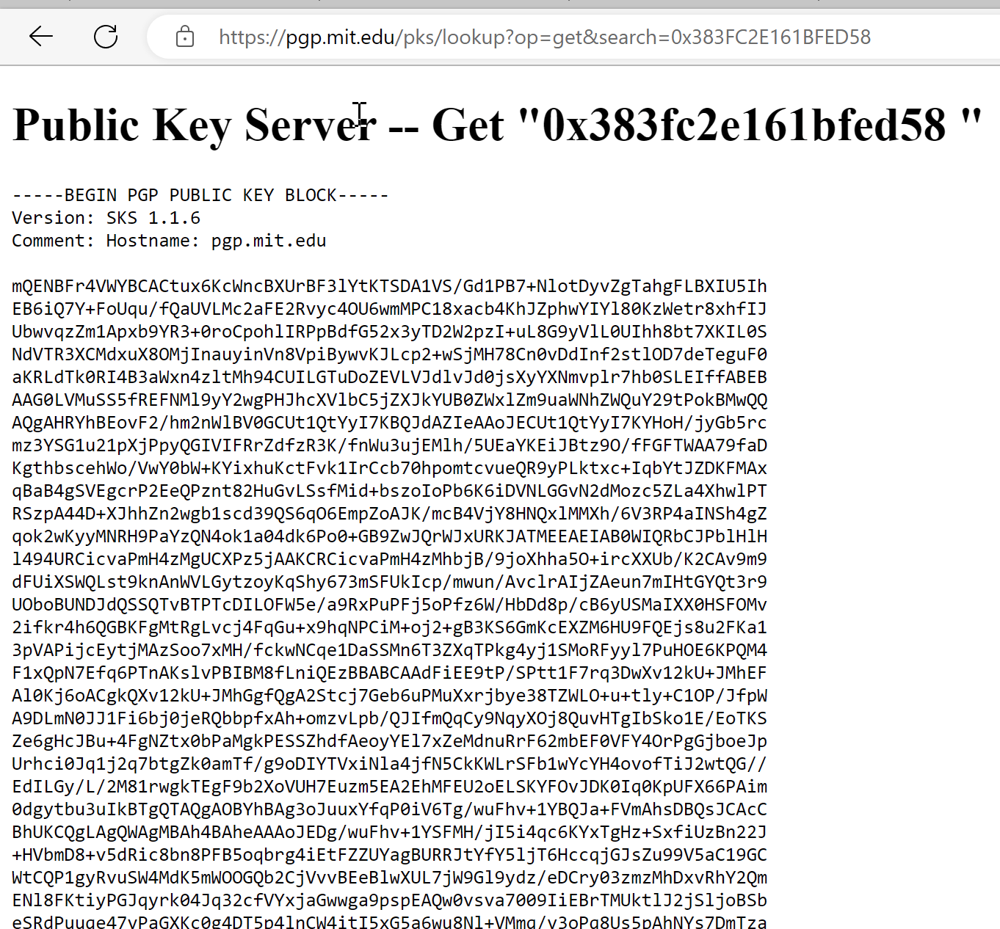 https://pgp.mit.edu/pks/lookup?op=get&search=0x383FC2E161BFED58
Public Key Server -- Get "0x383fc2e161bfed58 "
-----BEGIN PGP PUBLIC KEY BLOCK-----
Version: SKS 1.1.6
Comment: Hostname: pgp.mit.edu
mQENBFr4VWYBCACtux6KcWncBXUrBF3lYtKTSDA1VS/Gd1PB7+NlotDyvZgTahgFLBXIU5Ih
EB6iQ7Y+FoUqu/fQaUVLMc2aFE2Rvyc4OU6wmMPC18xacb4KhJZphwYIYl80KzWetr8xhfIJ
UbwvqzZm1Apxb9YR3+0roCpohlIRPpBdfG52x3yTD2W2pzI+uL8G9yVlL0UIhh8bt7XKIL0S
NdVTR3XCMdxuX8OMjInauyinVn8VpiBywvKJLcp2+wSjMH78Cn0vDdInf2stlOD7deTeguF0
aKRLdTk0RI4B3aWxn4zltMh94CUILGTuDoZEVLVJdlvJd0jsXyYXNmvplr7hb0SLEIffABEB
AAG0LVMuSS5fREFNMl9yY2wgPHJhcXVlbC5jZXJkYUB0ZWxlZm9uaWNhZWQuY29tPokBMwQQ
AQgAHRYhBEovF2/hm2nWlBV0GCUt1QtYyI7KBQJdAZIeAAoJECUt1QtYyI7KYHoH/jyGb5rc
mz3YSG1u21pXjPpyQGIVIFRrZdfzR3K/fnWu3ujEMlh/5UEaYKEiJBtz9O/fFGFTWAA79faD
KgthbscehWo/VwY0bW+KYixhuKctFvk1IrCcb70hpomtcvueQR9yPLktxc+IqbYtJZDKFMAx
qBaB4gSVEgcrP2EeQPznt82HuGvLSsfMid+bszoIoPb6K6iDVNLGGvN2dMozc5ZLa4XhwlPT
RSzpA44D+XJhhZn2wgb1scd39QS6qO6EmpZoAJK/mcB4VjY8HNQxlMMXh/6V3RP4aINSh4gZ
qok2wKyyMNRH9PaYzQN4ok1a04dk6Po0+GB9ZwJQrWJxURKJATMEEAEIAB0WIQRbCJPblHlH
l494URCicvaPmH4zMgUCXPz5jAAKCRCicvaPmH4zMhbjB/9joXhha5O+ircXXUb/K2CAv9m9
dFUiXSWQLst9knAnWVLGytzoyKqShy673mSFUkIcp/mwun/AvclrAIjZAeun7mIHtGYQt3r9
UOboBUNDJdQSSQTvBTPTcDILOFW5e/a9RxPuPFj5oPfz6W/HbDd8p/cB6yUSMaIXX0HSFOMv
2ifkr4h6QGBKFgMtRgLvcj4FqGu+x9hqNPCiM+oj2+gB3KS6GmKcEXZM6HU9FQEjs8u2FKa1
3pVAPijcEytjMAzSoo7xMH/fckwNCqe1DaSSMn6T3ZXqTPkg4yj1SMoRFyyl7PuHOE6KPQM4
F1xQpN7Efq6PTnAKslvPBIBM8fLniQEzBBABCAAdFiEE9tP/SPtt1F7rq3DwXv12kU+JMhEF
Al0Kj6oACgkQXv12kU+JMhGgfQgA2Stcj7Geb6uPMuXxrjbye38TZWLO+u+tly+C1OP/JfpW
A9DLmN0JJ1Fi6bj0jeRQbbpfxAh+omzvLpb/QJIfmQqCy9NqyXOj8QuvHTgIbSko1E/EoTKS
Ze6gHcJBu+4FgNZtx0bPaMgkPESSZhdfAeoyYEl7xZeMdnuRrF62mbEF0VFY4OrPgGjboeJp
Urhci0Jq1j2q7btgZk0amTf/g9oDIYTVxiNla4jfN5CkKWLrSFb1wYcYH4ovofTiJ2wtQG//
EdILGy/L/2M81rwgkTEgF9b2XoVUH7Euzm5EA2EhMFEU2oELSKYFOvJDK0Iq0KpUFX66PAim
0dgytbu3uIkBTgQTAQgAOBYhBAg3oJuuxYfqP0iV6Tg/wuFhv+1YBQJa+FVmAhsDBQsJCAcC
BhUKCQgLAgQWAgMBAh4BAheAAAoJEDg/wuFhv+1YSFMH/jI5i4qc6KYxTgHz+SxfiUzBn22J
+HVbmD8+v5dRic8bn8PFB5oqbrg4iEtFZZUYagBURRJtYfY5ljT6HccqjGJsZu99V5aC19GC
WtCQP1gyRvuSW4MdK5mWOOGQb2CjVvvBEeBlwXUL7jW9Gl9ydz/eDCry03zmzMhDxvRhY2Qm
ENl8FKtiyPGJqyrk04Jq32cfVYxjaGwwga9pspEAQw0vsva7009IiEBrTMUktlJ2jSljoBSb
eSRdPuuge47vPaGXKc0g4DT5p4lnCW4itI5xG5a6wu8Nl+VMmg/v3oPg8Us5pAhNYs7DmTza